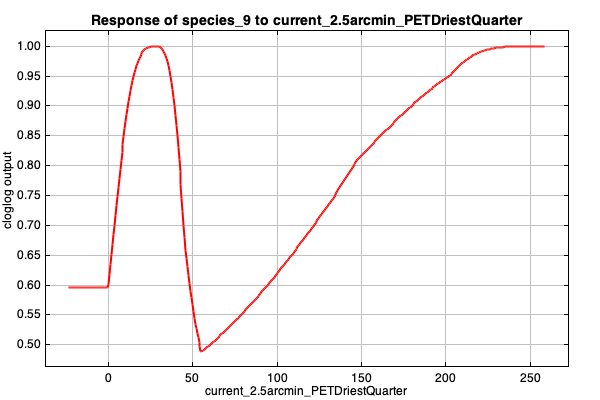 Response of species_9 to current_2.5arcmin_PETDriestQuarter
1.00
0.95
0.90
0.85
0.80
0.75
0.70
0.65
0.60
0.55
0.50
cloglog output
0 50 100 150 200 250
current_2.5arcmin_PETDriestQuarter